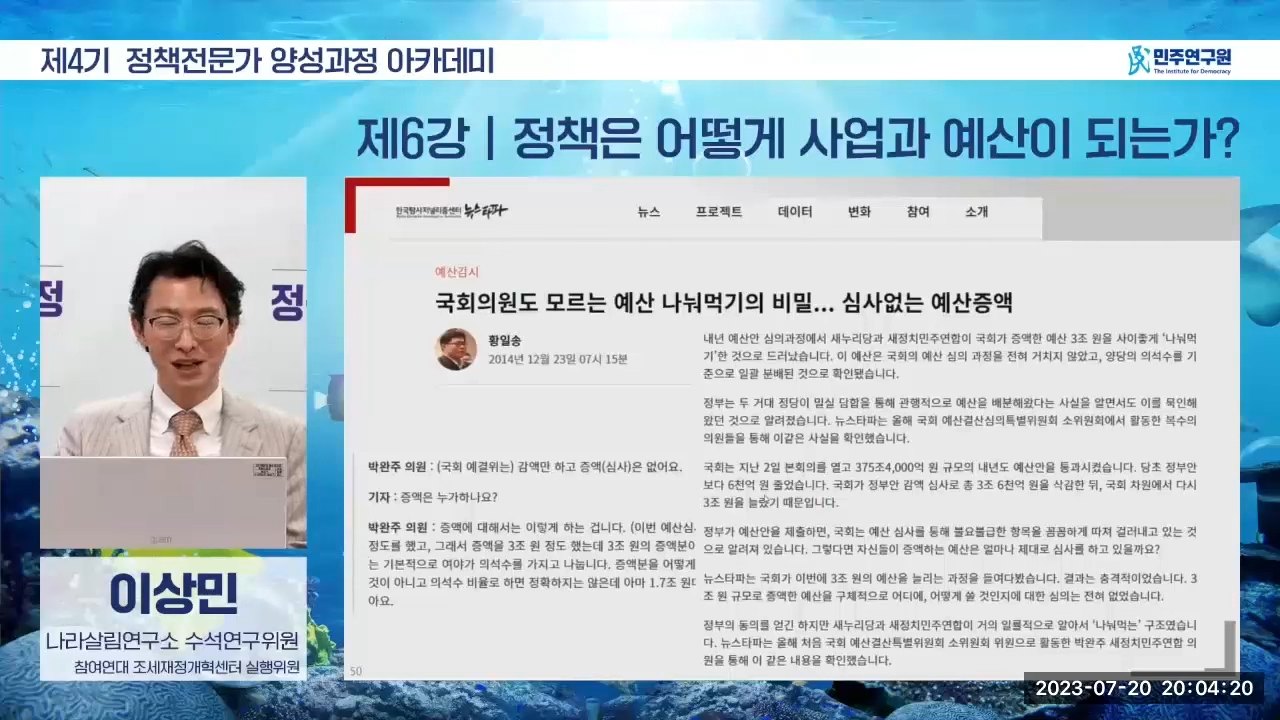 제4기 정책전문가 양성과정 아카데미
民 민주연구원
The Institute for Democracy
제6강 | 정책은 어떻게 사업과 예산이 되는가?
정
정
한국탐사저널리즘센터 뉴스타파
뉴스 프로젝트 데이터 변화 참여 소개
예산감시
국회의원도 모르는 예산 나눠먹기의 비밀... 심사없는 예산증액
황일송
2014년 12월 23일 07시 15분
박완주 의원 : (국회 예결위는) 감액만 하고 증액(심사)은 없어요.
기자 : 증액은 누가하나요?
박완주 의원 : 증액에 대해서는 이렇게 하는 겁니다. (이번 예산심
정도를 했고, 그래서 증액을 3조 원 정도 했는데 3조 원의 증액분이
는 기본적으로 여야가 의석수를 가지고 나눕니다. 증액분을 어떻게
것이 아니고 의석수 비율로 하면 정확하지는 않은데 아마 1.7조 원
아요.
내년 예산안 심의과정에서 새누리당과 새정치민주연합이 국회가 증액한 예산 3조 원을 사이좋게 ‘나눠먹
기’한 것으로 드러났습니다. 이 예산은 국회의 예산 심의 과정을 전혀 거치지 않았고, 양당의 의석수를 기
준으로 일괄 분배된 것으로 확인됐습니다.
정부는 두 거대 정당이 밀실 담합을 통해 관행적으로 예산을 배분해왔다는 사실을 알면서도 이를 묵인해
왔던 것으로 알려졌습니다. 뉴스타파는 올해 국회 예산결산심의특별위원회 소위원회에서 활동한 복수의
의원들을 통해 이같은 사실을 확인했습니다.
국회는 지난 2일 본회의를 열고 375조4,000억 원 규모의 내년도 예산안을 통과시켰습니다. 당초 정부안
보다 6천억 원 줄었습니다. 국회가 정부안 감액 심사로 총 3조 6천억 원을 삭감한 뒤, 국회 차원에서 다시
3조 원을 늘렸기 때문입니다.
정부가 예산안을 제출하면, 국회는 예산 심사를 통해 불요불급한 항목을 꼼꼼하게 따져 걸러내고 있는 것
으로 알려져 있습니다. 그렇다면 자신들이 증액하는 예산은 얼마나 제대로 심사를 하고 있을까요?
뉴스타파는 국회가 이번에 3조 원의 예산을 늘리는 과정을 들여다봤습니다. 결과는 충격적이었습니다. 3
조 원 규모로 증액한 예산을 구체적으로 어디에, 어떻게 쓸 것인지에 대한 심의는 전혀 없었습니다.
정부의 동의를 얻긴 하지만 새누리당과 새정치민주연합이 거의 일률적으로 알아서 ‘나눠먹는’ 구조였습니
다. 뉴스타파는 올해 처음 국회 예산결산특별위원회 소위원회 위원으로 활동한 박완주 새정치민주연합 의
원을 통해 이 같은 내용을 확인했습니다.
50
gram
이상민
나라살림연구소 수석연구위원
참여연대 조세재정개혁센터 실행위원
2023-07-20 20:04:20